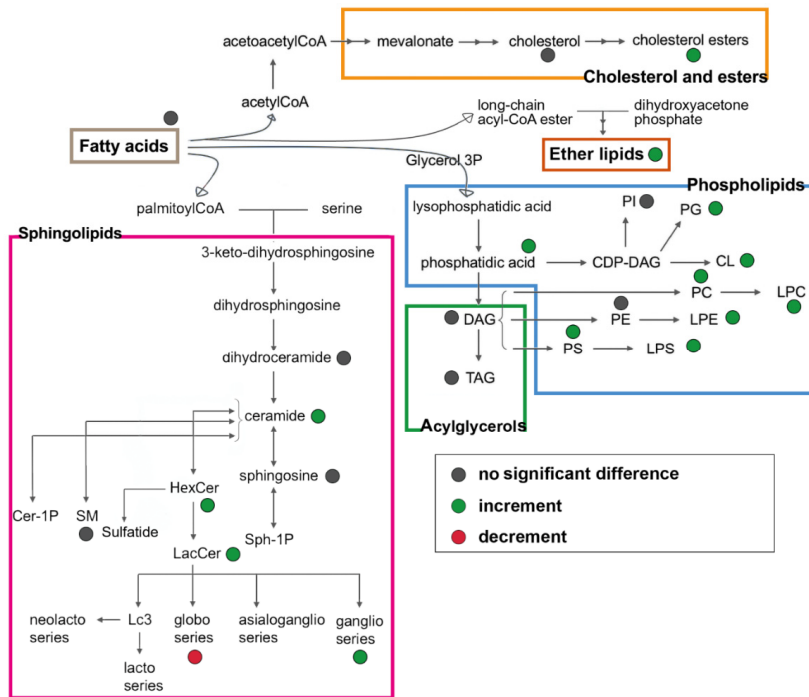 acetoacetylCoA
mevalonate
cholesterol
cholesterol esters
Cholesterol and esters
acetylCoA
long-chain
acyl-CoA ester
dihydroxyacetone
phosphate
Fatty acids
Ether lipids
Glycerol 3P
Phospholipids
palmitoylCoA
serine
lysophosphatidic acid
PI
PG
Sphingolipids
3-keto-dihydrosphingosine
phosphatidic acid
CDP-DAG
CL
PC
LPC
dihydrosphingosine
DAG
PE
LPE
PS
LPS
dihydroceramide
TAG
Acylglycerols
ceramide
sphingosine
HexCer
Cer-1P
SM
Sulfatide
Sph-1P
LacCer
no significant difference
increment
decrement
neolacto
series
Lc3
globo
series
asialoganglio
series
ganglio
series
lacto
series